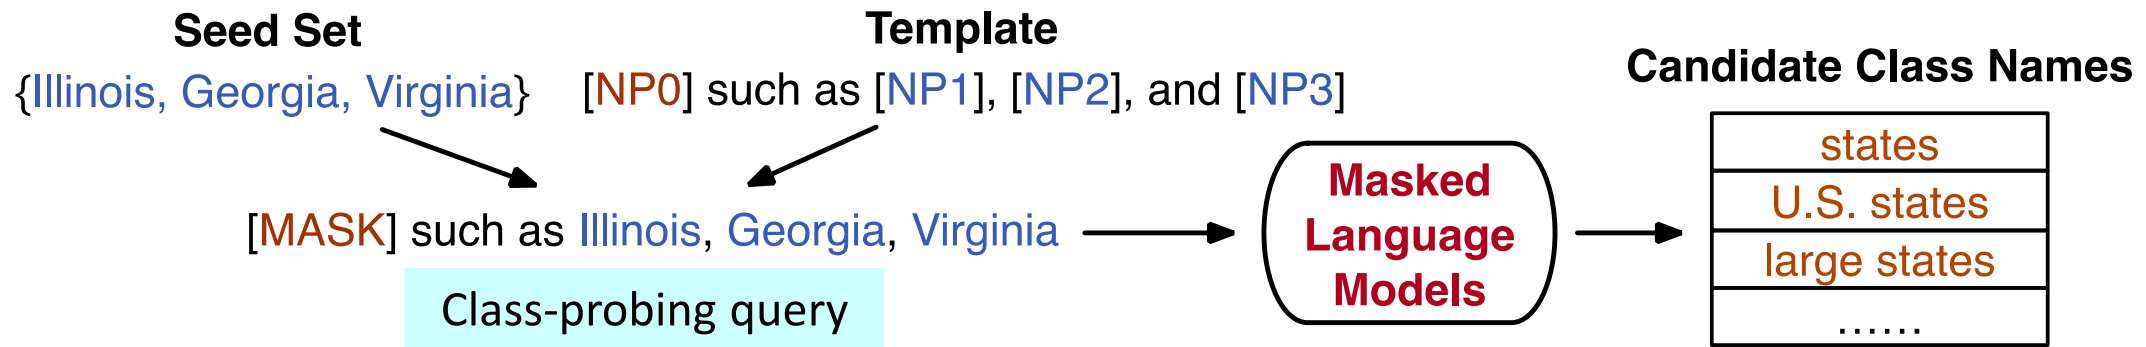 Seed Set
{Illinois, Georgia, Virginia}
Template
[NP0] such as [NP1], [NP2], and [NP3]
[MASK] such as Illinois, Georgia, Virginia
Class-probing query
Masked
Language
Models
Candidate Class Names
states
U.S. states
large states
......